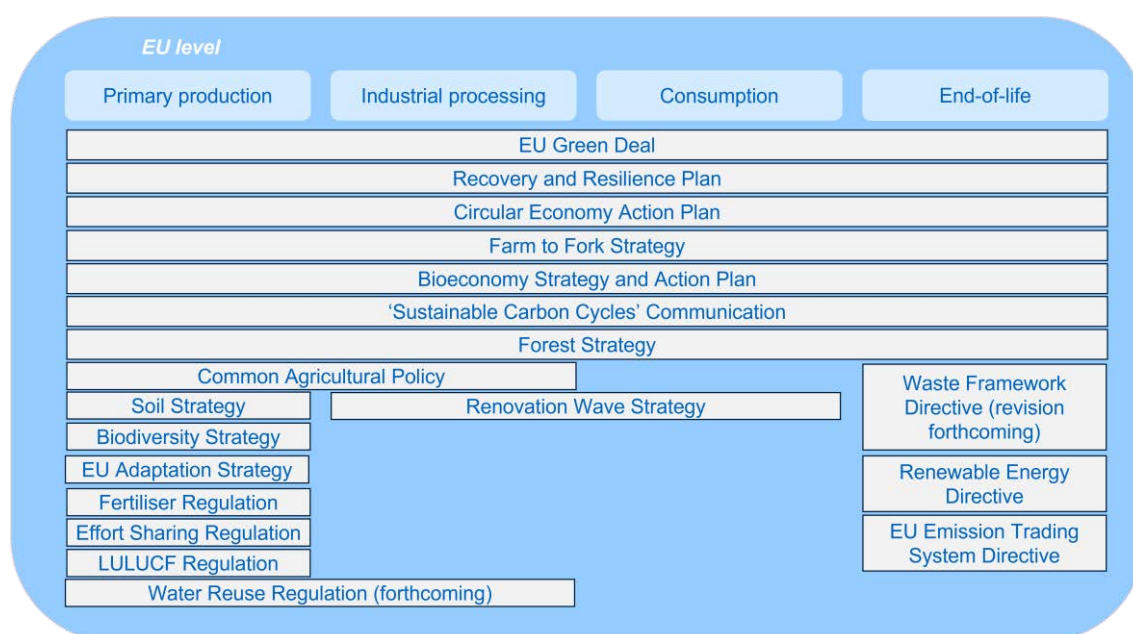 EU level
Primary production
Industrial processing
Consumption
End-of-life
EU Green Deal
Recovery and Resilience Plan
Circular Economy Action Plan
Farm to Fork Strategy
Bioeconomy Strategy and Action Plan
‘Sustainable Carbon Cycles’ Communication
Forest Strategy
Common Agricultural Policy
Soil Strategy
Renovation Wave Strategy
Biodiversity Strategy
EU Adaptation Strategy
Fertiliser Regulation
Effort Sharing Regulation
LULUCF Regulation
Water Reuse Regulation (forthcoming)
Waste Framework
Directive (revision
forthcoming)
Renewable Energy
Directive
EU Emission Trading
System Directive